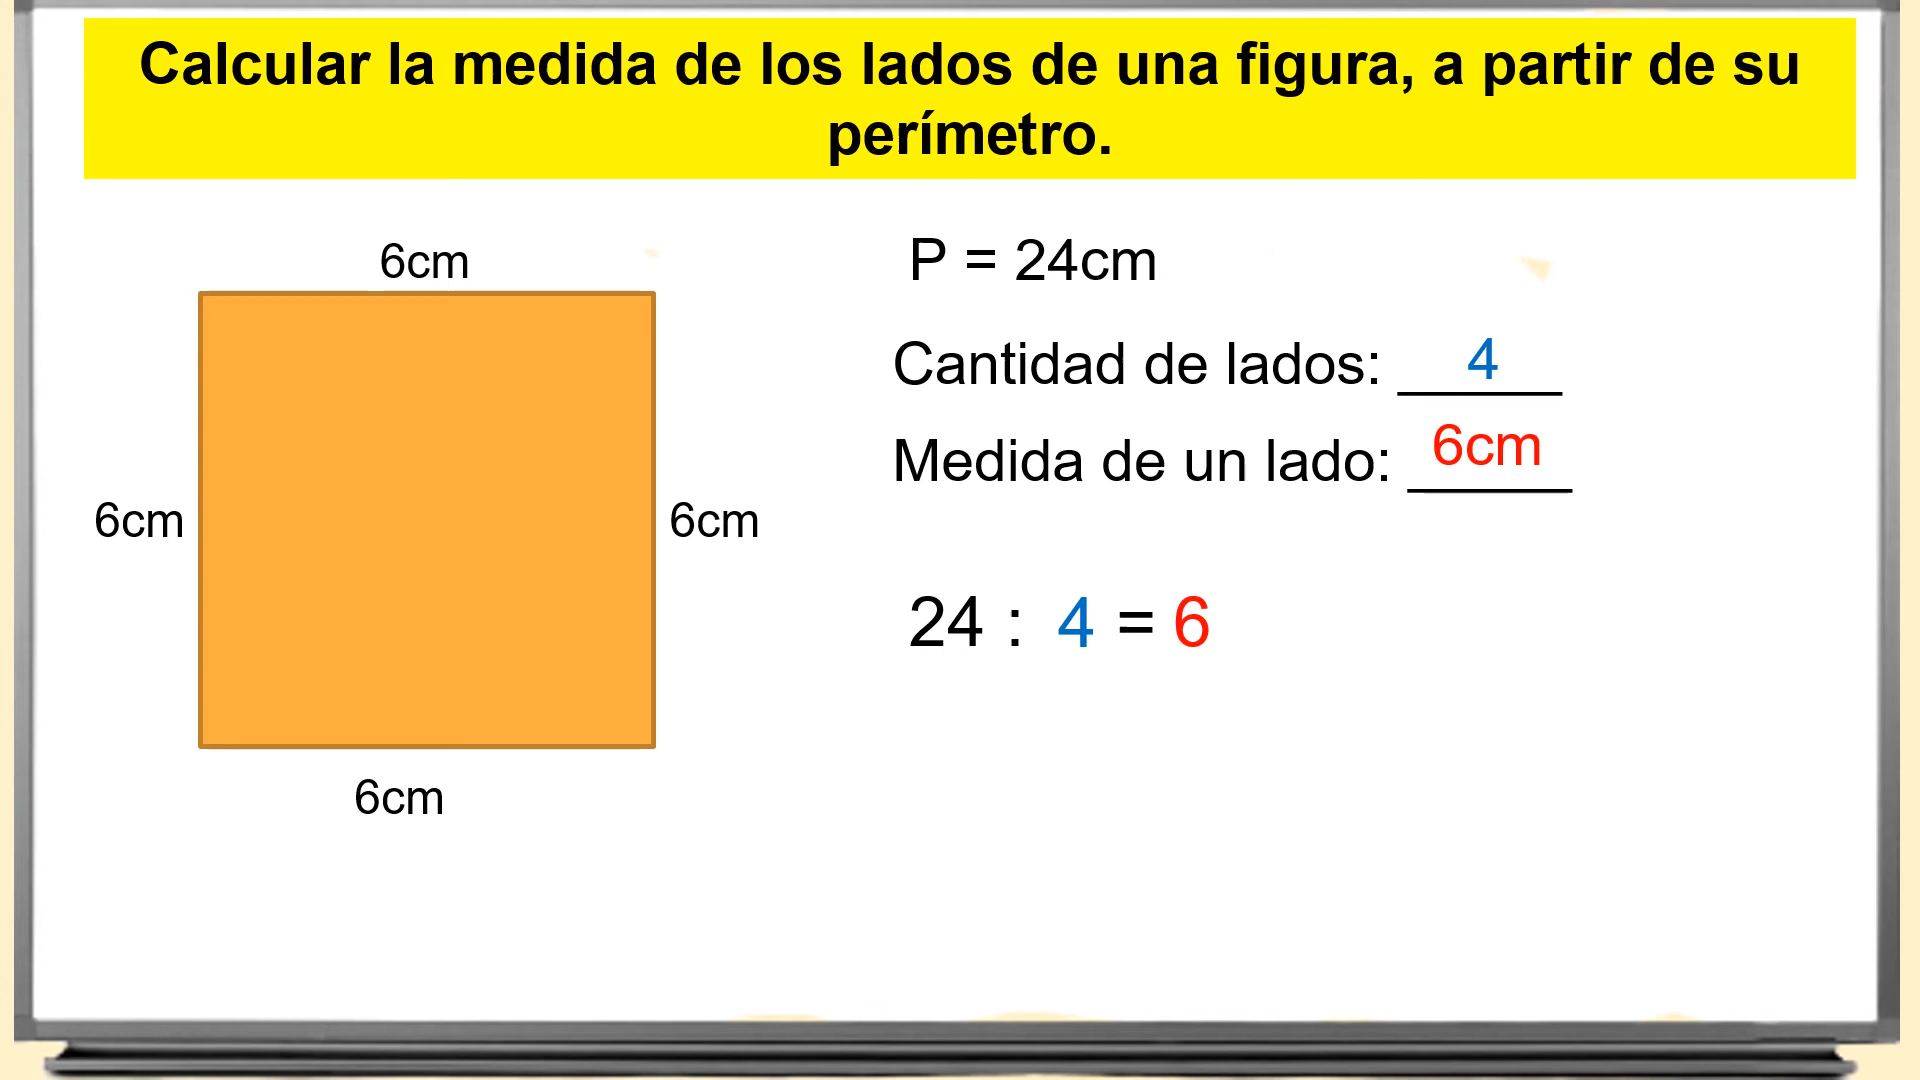 Calcular la medida de los lados de una figura, a partir de su
perímetro.
6cm
6cm
6cm
6cm
P = 24cm
Cantidad de lados: 4
Medida de un lado: 6cm
24 : 4 = 6